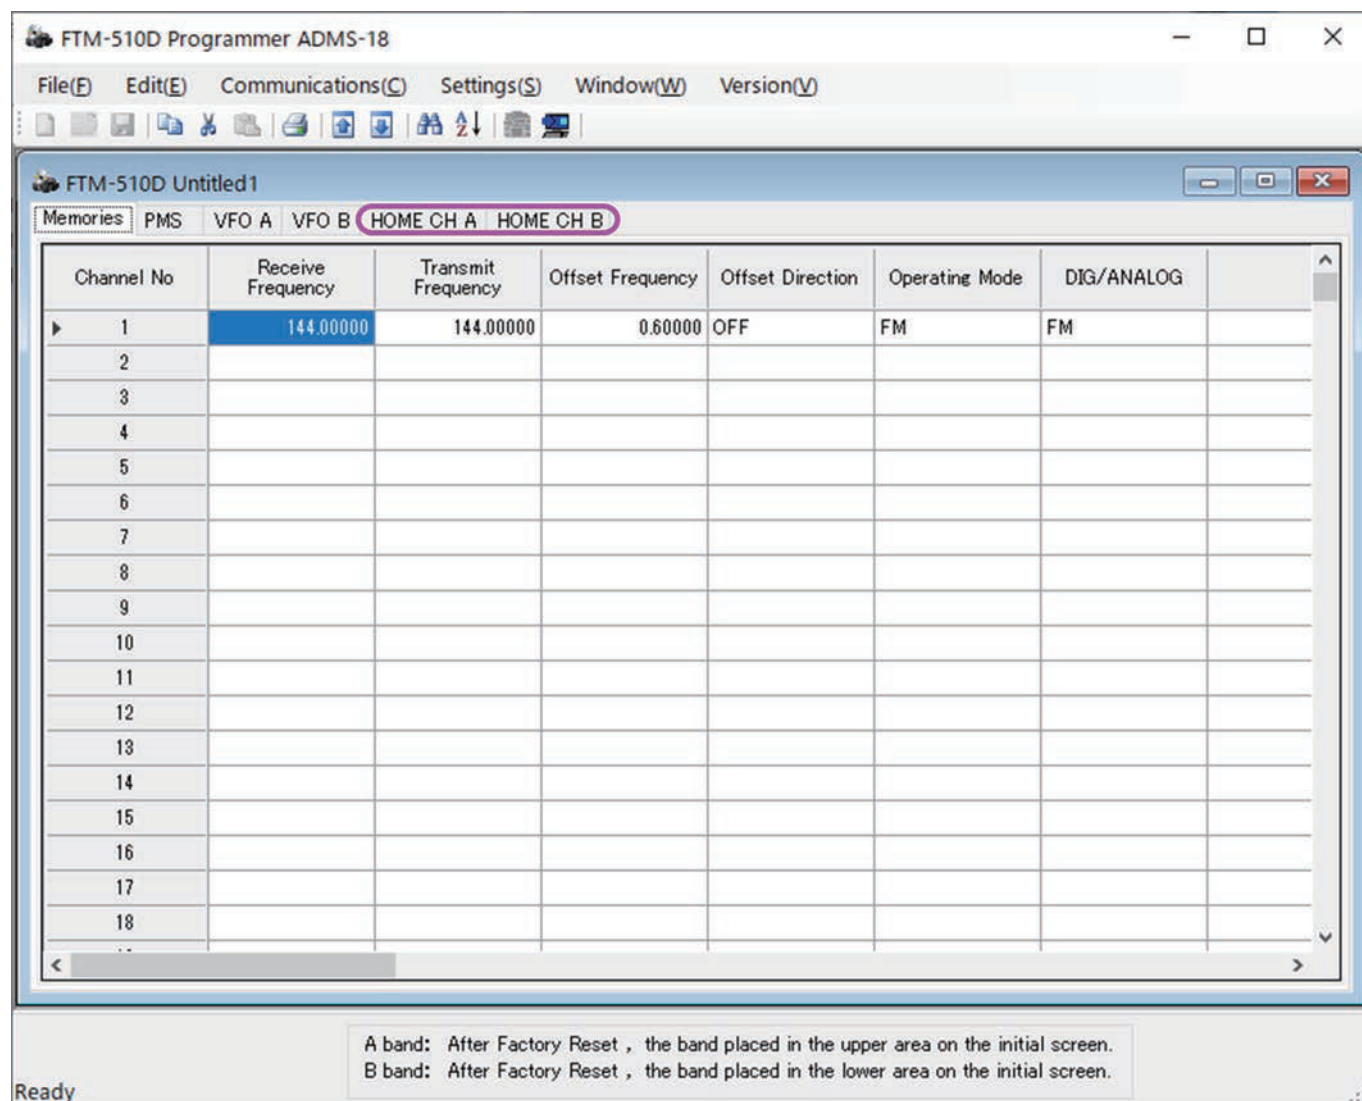 FTM-510D Programmer ADMS-18
File(F) Edit(E) Communications(C) Settings(S) Window(W) Version(V)
FTM-510D Untitled1
Memories PMS VFO A VFO B HOME CH A HOME CH B
Channel No Receive Frequency Transmit Frequency Offset Frequency Offset Direction Operating Mode DIG/ANALOG
1 144.00000 144.00000 0.60000 OFF FM FM
2
3
4
5
6
7
8
9
10
11
12
13
14
15
16
17
18
A band: After Factory Reset , the band placed in the upper area on the initial screen.
B band: After Factory Reset , the band placed in the lower area on the initial screen.
Ready